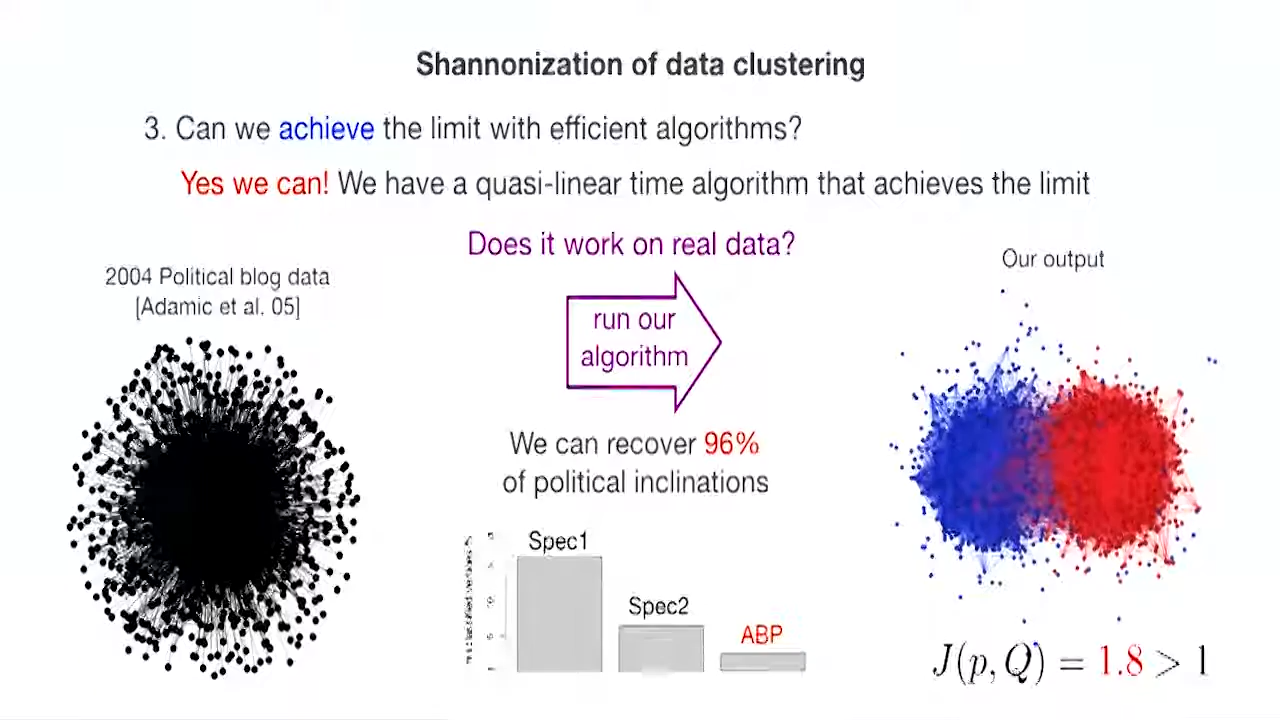 Shannonization of data clustering
3. Can we achieve the limit with efficient algorithms?
Yes we can! We have a quasi-linear time algorithm that achieves the limit
Does it work on real data?
2004 Political blog data
[Adamic et al. 05]
run our
algorithm
Our output
We can recover 96%
of political inclinations
Spec1
Spec2
ABP
J(p, Q) = 1.8 > 1